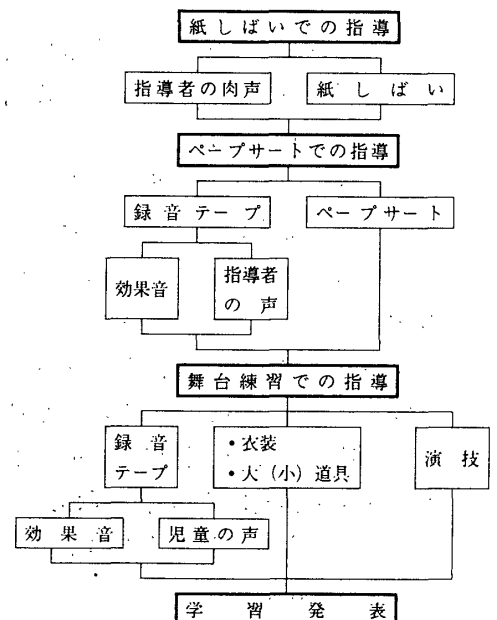 紙しばいでの指導
指導者の肉声
紙しばい
ペープサートでの指導
録音テープ
ペープサート
効果音
指導者
の声
舞台練習での指導
録音
テープ
・衣装
・大(小)道具
演技
効果音
児童の声
学習発表